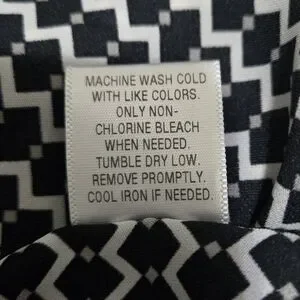 MACHINE WASH COLD
WITH LIKE COLORS.
ONLY NON-
CHLORINE BLEACH
WHEN NEEDED.
TUMBLE DRY LOW.
REMOVE PROMPTLY.
COOL IRON IF NEEDED.